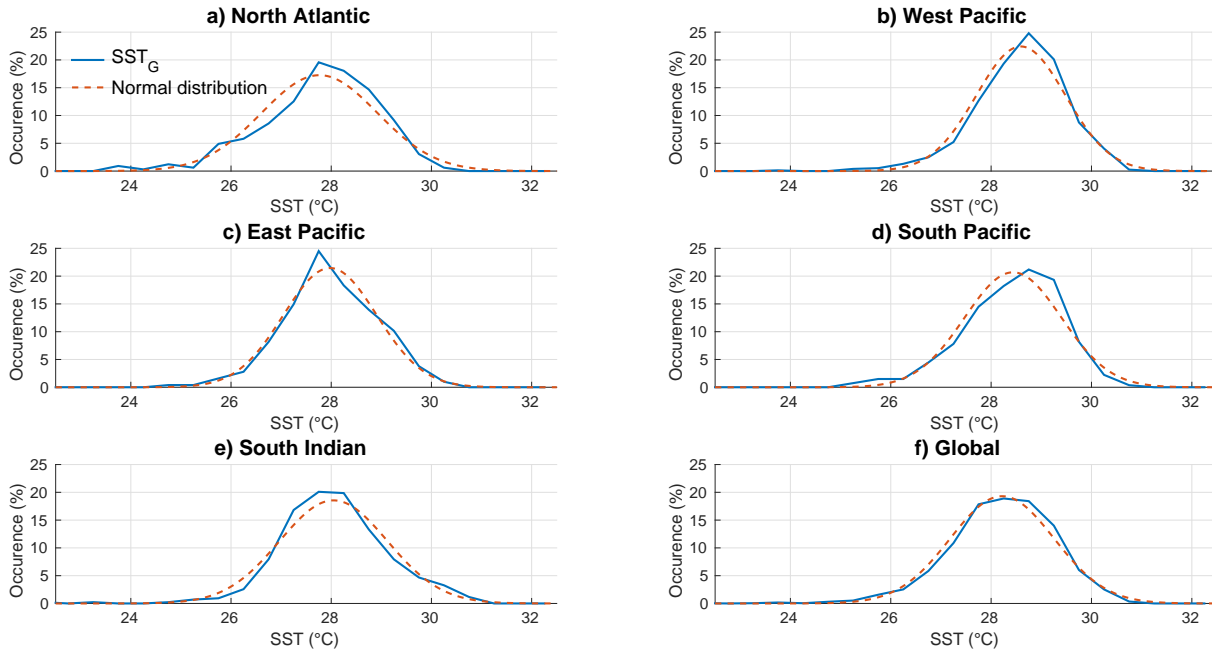 a) North Atlantic
25
20
15
10
5
0
Occurence (%)
SST_G
Normal distribution
24 26 28 30 32
SST (°C)
b) West Pacific
25
20
15
10
5
0
Occurence (%)
24 26 28 30 32
SST (°C)
c) East Pacific
25
20
15
10
5
0
Occurence (%)
24 26 28 30 32
SST (°C)
d) South Pacific
25
20
15
10
5
0
Occurence (%)
24 26 28 30 32
SST (°C)
e) South Indian
25
20
15
10
5
0
Occurence (%)
24 26 28 30 32
SST (°C)
f) Global
25
20
15
10
5
0
Occurence (%)
24 26 28 30 32
SST (°C)